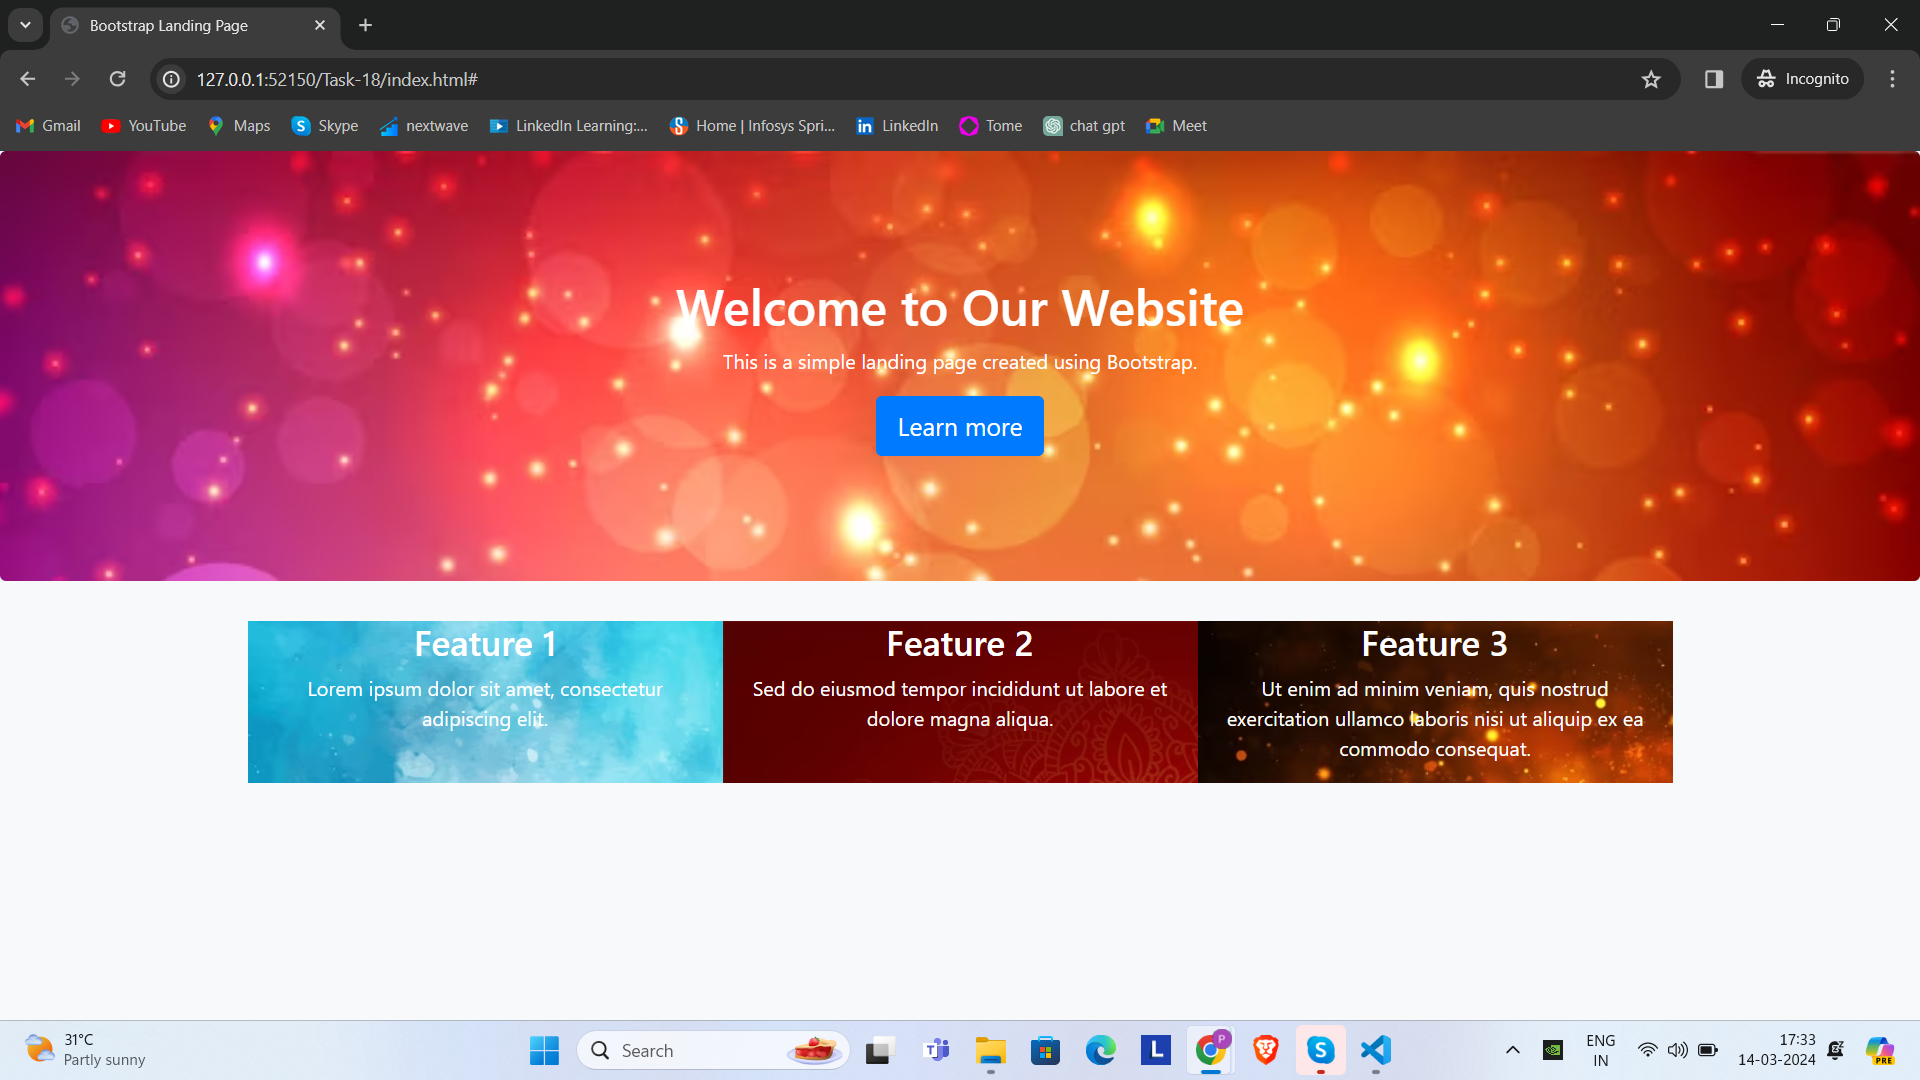 Bootstrap Landing Page
127.0.0.1:52150/Task-18/index.html#
Incognito
Gmail YouTube Maps Skype nextwave LinkedIn Learning:... Home | Infosys Spri... LinkedIn Tome chat gpt Meet
Welcome to Our Website
This is a simple landing page created using Bootstrap.
Learn more
Feature 1
Lorem ipsum dolor sit amet, consectetur
adipiscing elit.
Feature 2
Sed do eiusmod tempor incididunt ut labore et
dolore magna aliqua.
Feature 3
Ut enim ad minim veniam, quis nostrud
exercitation ullamco laboris nisi ut aliquip ex ea
commodo consequat.
31°C
Partly sunny
Search
L
P
ENG
IN
17:33
14-03-2024
PRE